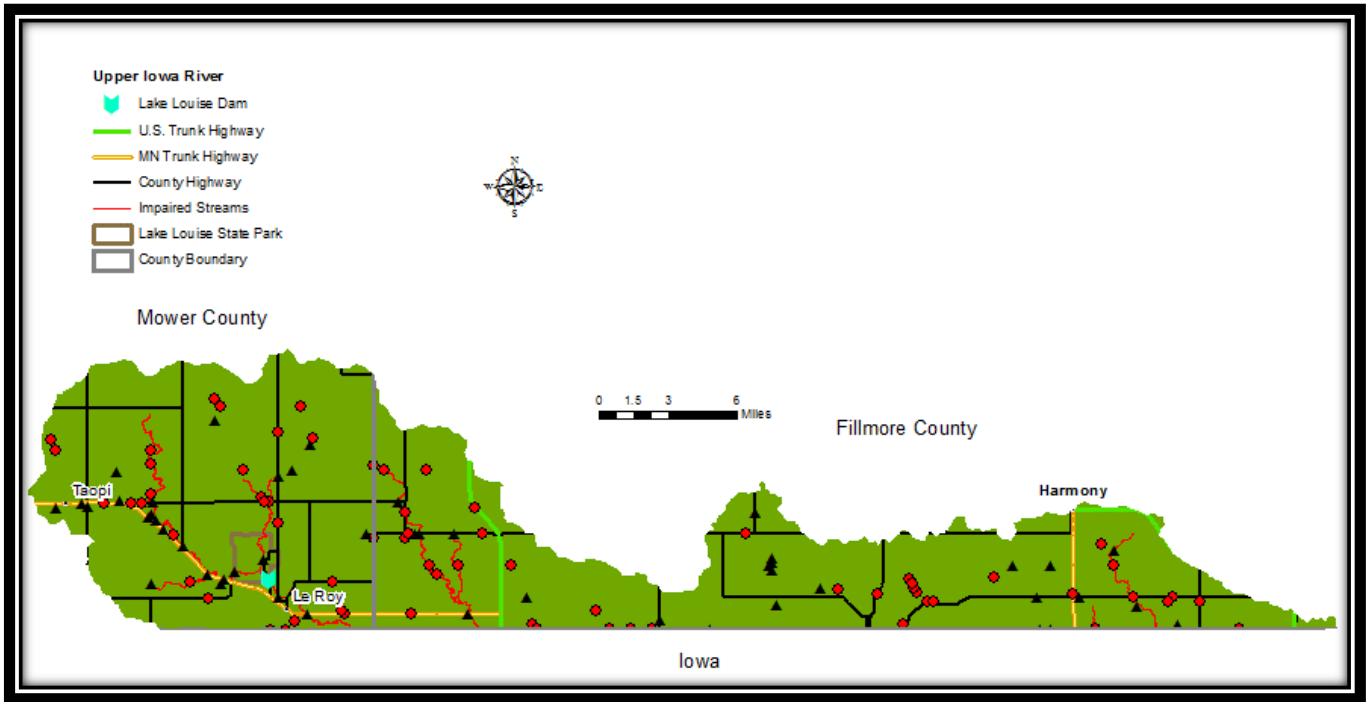 Upper Iowa River
Lake Louise Dam
U.S. Trunk Highway
MN Trunk Highway
County Highway
Impaired Streams
Lake Louise State Park
County Boundary
N
W E
S
Mower County
0 1.5 3 6
Miles
Fillmore County
Taopi
Harmony
Le Roy
Iowa